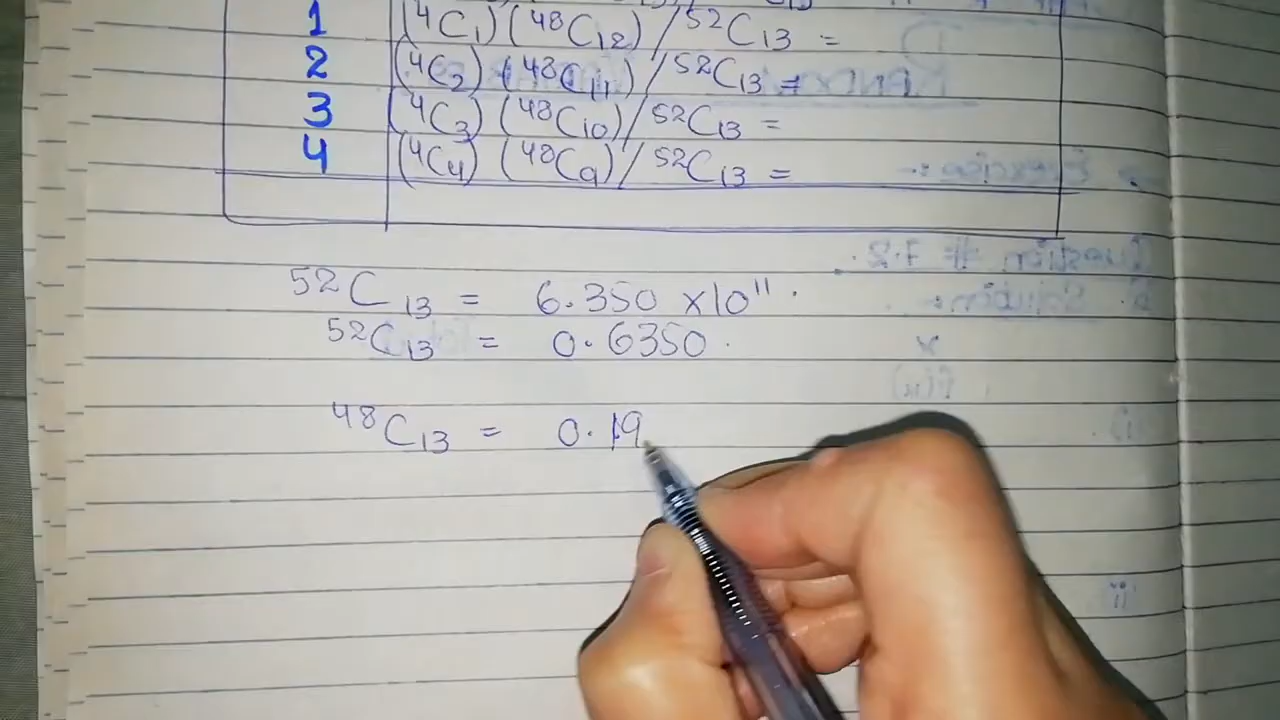 1 (⁴C₁)(⁴⁸C₁₂)/⁵²C₁₃ =
2 (⁴C₂)(⁴⁸C₁₁)/⁵²C₁₃ =
3 (⁴C₃)(⁴⁸C₁₀)/⁵²C₁₃ =
4 (⁴C₄)(⁴⁸C₉)/⁵²C₁₃ =
⁵²C₁₃ = 6.350 ×10¹¹.
⁵²C₁₃ = 0.6350.
⁴⁸C₁₃ = 0.19